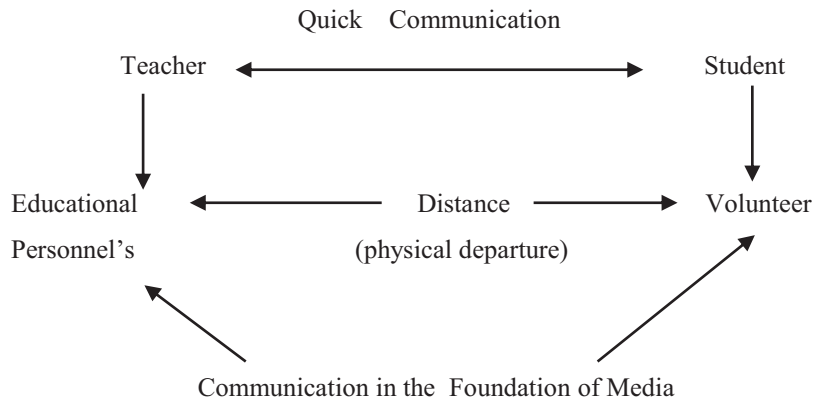 Quick Communication
Teacher Student
Educational Distance Volunteer
Personnel's (physical departure)
Communication in the Foundation of Media